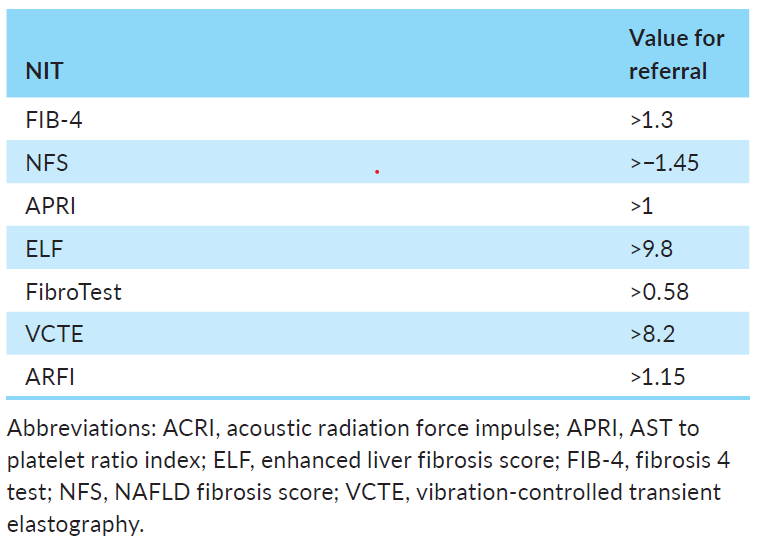 NIT Value for referral
FIB-4 >1.3
NFS >−1.45
APRI >1
ELF >9.8
FibroTest >0.58
VCTE >8.2
ARFI >1.15
Abbreviations: ACRI, acoustic radiation force impulse; APRI, AST to
platelet ratio index; ELF, enhanced liver fibrosis score; FIB-4, fibrosis 4
test; NFS, NAFLD fibrosis score; VCTE, vibration-controlled transient
elastography.